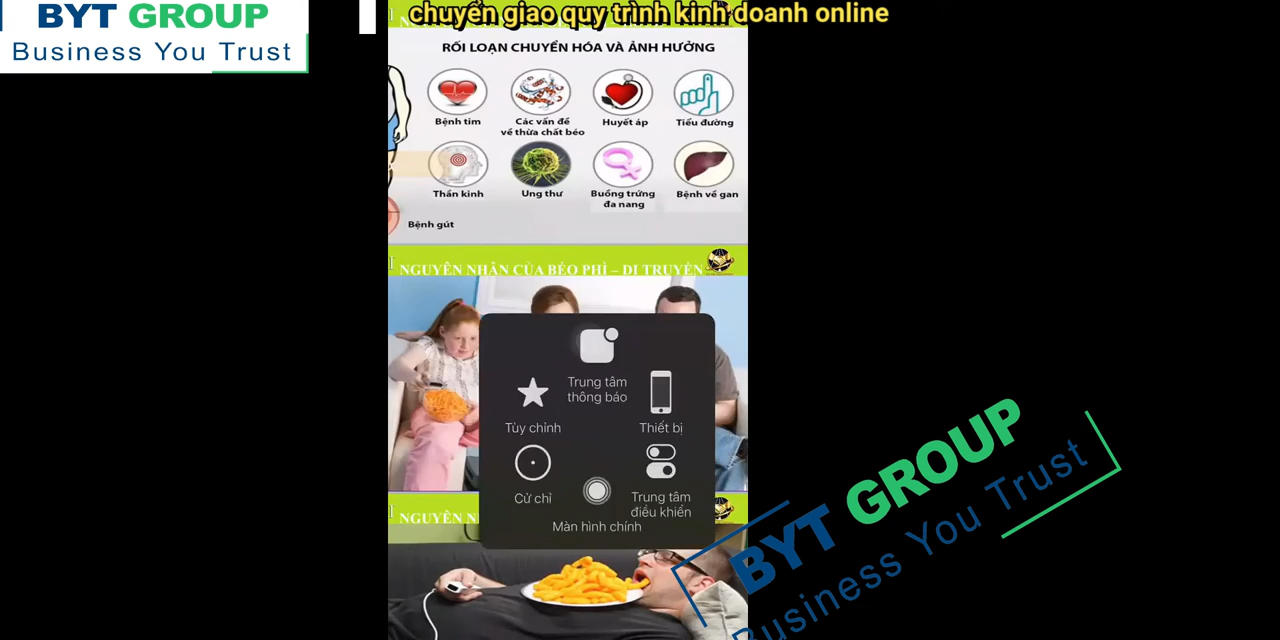 BYT GROUP
Business You Trust
chuyển giao quy trình kinh doanh online
RỐI LOẠN CHUYỂN HÓA VÀ ẢNH HƯỞNG
Bệnh tim
Các vấn đề
về thừa chất béo
Huyết áp
Tiểu đường
Thần kinh
Ung thư
Buồng trứng
đa nang
Bệnh về gan
Bệnh gút
NGUYÊN NHÂN CỦA BÉO PHÌ – DI TRUYỀN
Trung tâm
thông báo
Tùy chỉnh
Thiết bị
Cử chỉ
Trung tâm
điều khiển
Màn hình chính
NGUYÊN
BYT GROUP
Business You Trust